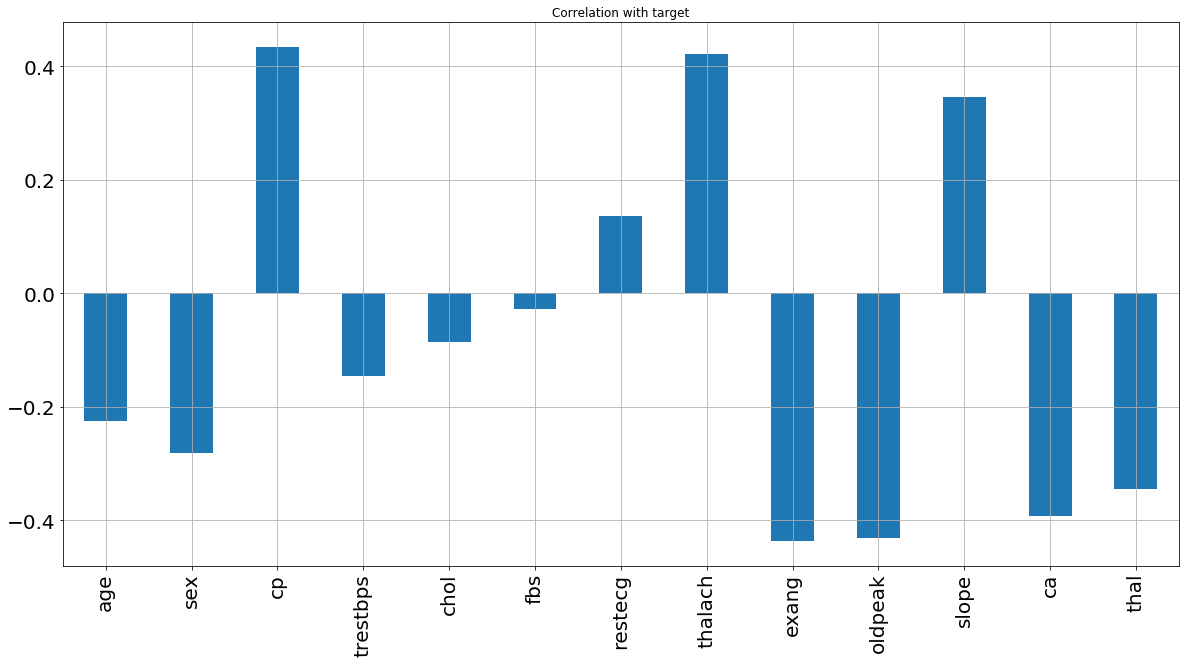 Correlation with target
0.4
0.2
0.0
−0.2
−0.4
age
sex
cp
trestbps
chol
fbs
restecg
thalach
exang
oldpeak
slope
ca
thal